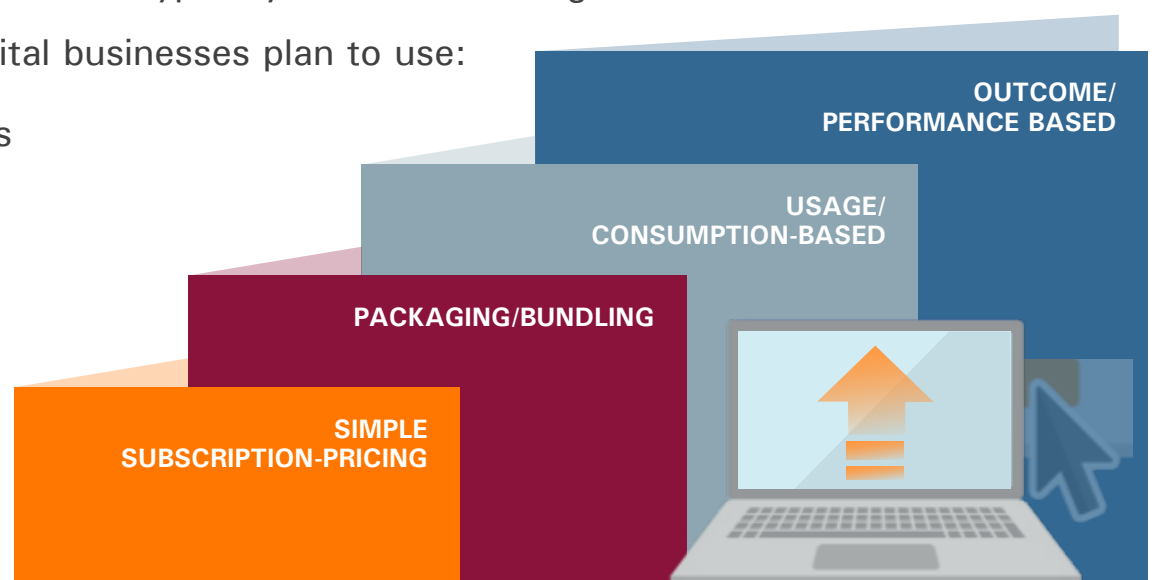 ital businesses plan to use:
s
OUTCOME/
PERFORMANCE BASED
USAGE/
CONSUMPTION-BASED
PACKAGING/BUNDLING
SIMPLE
SUBSCRIPTION-PRICING